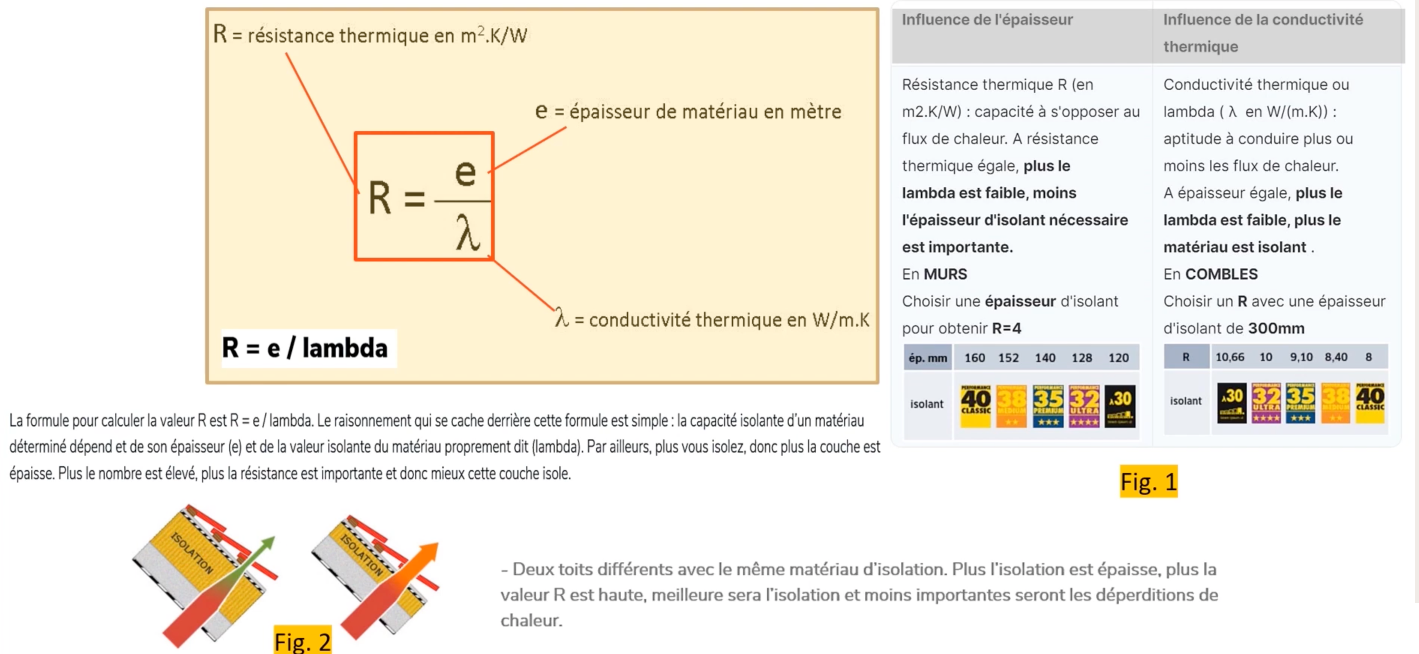 R = résistance thermique en m².K/W
e = épaisseur de matériau en mètre
R = e
λ
λ = conductivité thermique en W/m.K
R = e / lambda
La formule pour calculer la valeur R est R = e / lambda. Le raisonnement qui se cache derrière cette formule est simple : la capacité isolante d'un matériau
déterminé dépend et de son épaisseur (e) et de la valeur isolante du matériau proprement dit (lambda). Par ailleurs, plus vous isolez, donc plus la couche est
épaisse. Plus le nombre est élevé, plus la résistance est importante et donc mieux cette couche isole.
Influence de l'épaisseur
Résistance thermique R (en
m2.K/W) : capacité à s'opposer au
flux de chaleur. A résistance
thermique égale, plus le
lambda est faible, moins
l'épaisseur d'isolant nécessaire
est importante.
En MURS
Choisir une épaisseur d'isolant
pour obtenir R=4
ép. mm 160 152 140 128 120
isolant
PERFORMANCE PERFORMANCE PERFORMANCE
40 38 35 32 λ30
CLASSIC PREMIUM ULTRA
Influence de la conductivité
thermique
Conductivité thermique ou
lambda ( λ en W/(m.K)) :
aptitude à conduire plus ou
moins les flux de chaleur.
A épaisseur égale, plus le
lambda est faible, plus le
matériau est isolant .
En COMBLES
Choisir un R avec une épaisseur
d'isolant de 300mm
R 10,66 10 9,10 8,40 8
isolant
PERFORMANCE PERFORMANCE PERFORMANCE
λ30 32 35 38 40
ULTRA PREMIUM CLASSIC
Fig. 1
ISOLATION
ISOLATION
Fig. 2
- Deux toits différents avec le même matériau d'isolation. Plus l'isolation est épaisse, plus la
valeur R est haute, meilleure sera l'isolation et moins importantes seront les déperditions de
chaleur.